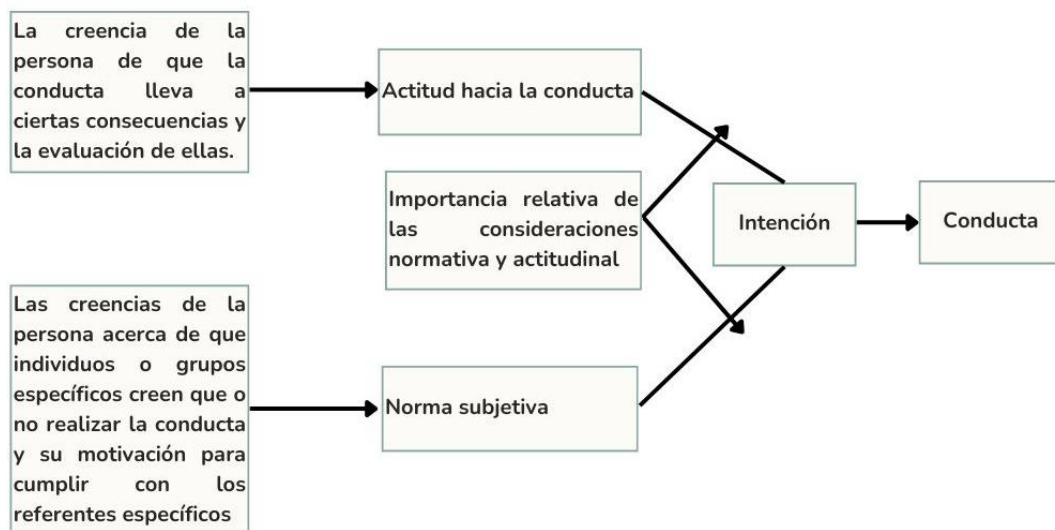 La creencia de la
persona de que la
conducta lleva a
ciertas consecuencias y
la evaluación de ellas.
Actitud hacia la conducta
Importancia relativa de
las consideraciones
normativa y actitudinal
Intención
Conducta
Las creencias de la
persona acerca de que
individuos o grupos
específicos creen que o
no realizar la conducta
y su motivación para
cumplir con los
referentes específicos
Norma subjetiva